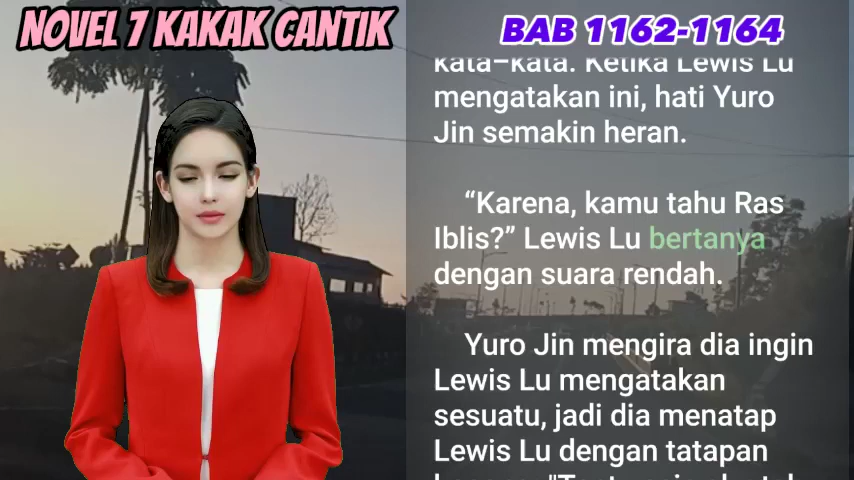 NOVEL 7 KAKAK CANTIK
BAB 1162-1164
kata-kata. Ketika Lewis Lu
mengatakan ini, hati Yuro
Jin semakin heran.
“Karena, kamu tahu Ras
Iblis?” Lewis Lu bertanya
dengan suara rendah.
Yuro Jin mengira dia ingin
Lewis Lu mengatakan
sesuatu, jadi dia menatap
Lewis Lu dengan tatapan